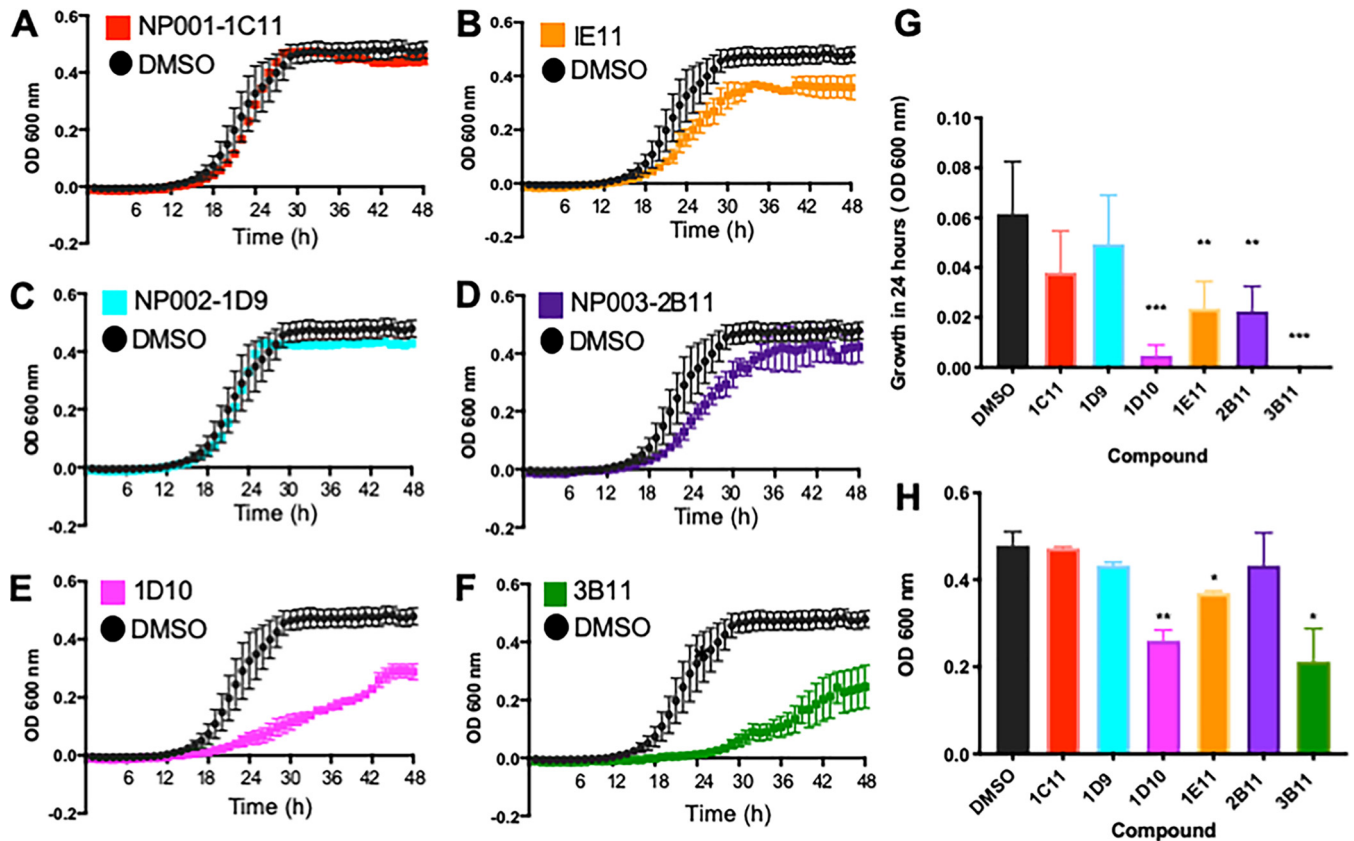 A
NP001-1C11
DMSO
OD 600 nm
0.6
0.4
0.2
0.0
-0.2
6 12 18 24 30 36 42 48
Time (h)
B
IE11
DMSO
OD 600 nm
0.6
0.4
0.2
0.0
-0.2
6 12 18 24 30 36 42 48
Time (h)
C
NP002-1D9
DMSO
OD 600 nm
0.6
0.4
0.2
0.0
-0.2
6 12 18 24 30 36 42 48
Time (h)
D
NP003-2B11
DMSO
OD 600 nm
0.6
0.4
0.2
0.0
-0.2
6 12 18 24 30 36 42 48
Time (h)
E
1D10
DMSO
OD 600 nm
0.6
0.4
0.2
0.0
-0.2
6 12 18 24 30 36 42 48
Time (h)
F
3B11
DMSO
OD 600 nm
0.6
0.4
0.2
0.0
-0.2
6 12 18 24 30 36 42 48
Time (h)
G
Growth in 24 hours ( OD 600 nm)
0.10
0.08
0.06
0.04
0.02
0.00
*** ** ** ***
DMSO 1C11 1D9 1D10 1E11 2B11 3B11
Compound
H
OD 600 nm
0.6
0.4
0.2
0.0
** * *
DMSO 1C11 1D9 1D10 1E11 2B11 3B11
Compound